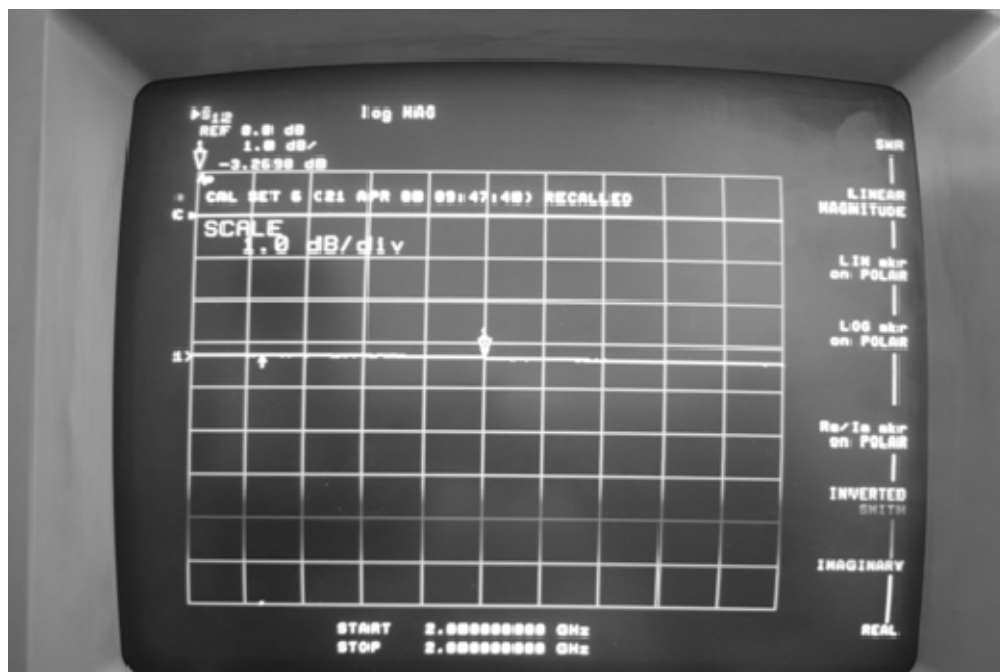 S12 log MAG
REF 0.0 dB
1.0 dB/
-3.2698 dB
CAL SET 6 (21 APR 08 09:47:48) RECALLED
C
SCALE
1.0 dB/div
1>
START 2.000000000 GHz
STOP 2.000000000 GHz
SWR
LINEAR
MAGNITUDE
LIN mkr
on POLAR
LOG mkr
on POLAR
Re/Im mkr
on POLAR
INVERTED
SMITH
IMAGINARY
REAL